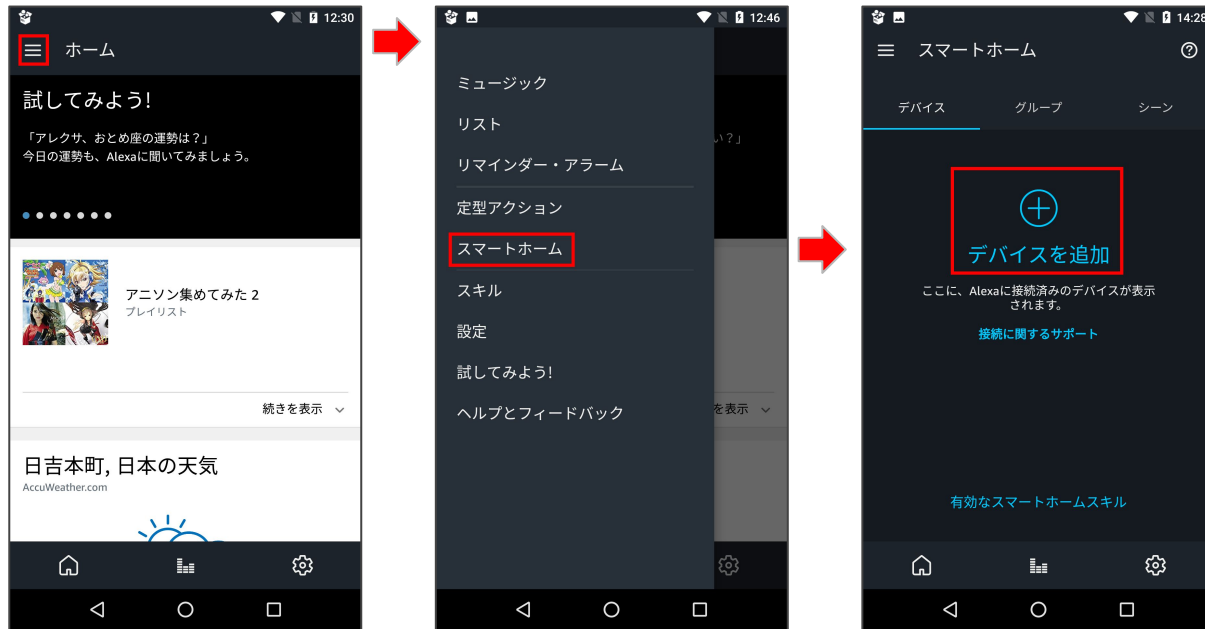 12:30
ホーム
試してみよう!
「アレクサ、おとめ座の運勢は？」
今日の運勢も、Alexaに聞いてみましょう。
アニソン集めてみた 2
プレイリスト
続きを表示
日吉本町, 日本の天気
AccuWeather.com
12:46
ミュージック
リスト
リマインダー・アラーム
定型アクション
スマートホーム
スキル
設定
試してみよう!
ヘルプとフィードバック
い？」
を表示
14:28
スマートホーム
デバイス
グループ
シーン
デバイスを追加
ここに、Alexaに接続済みのデバイスが表示
されます。
接続に関するサポート
有効なスマートホームスキル